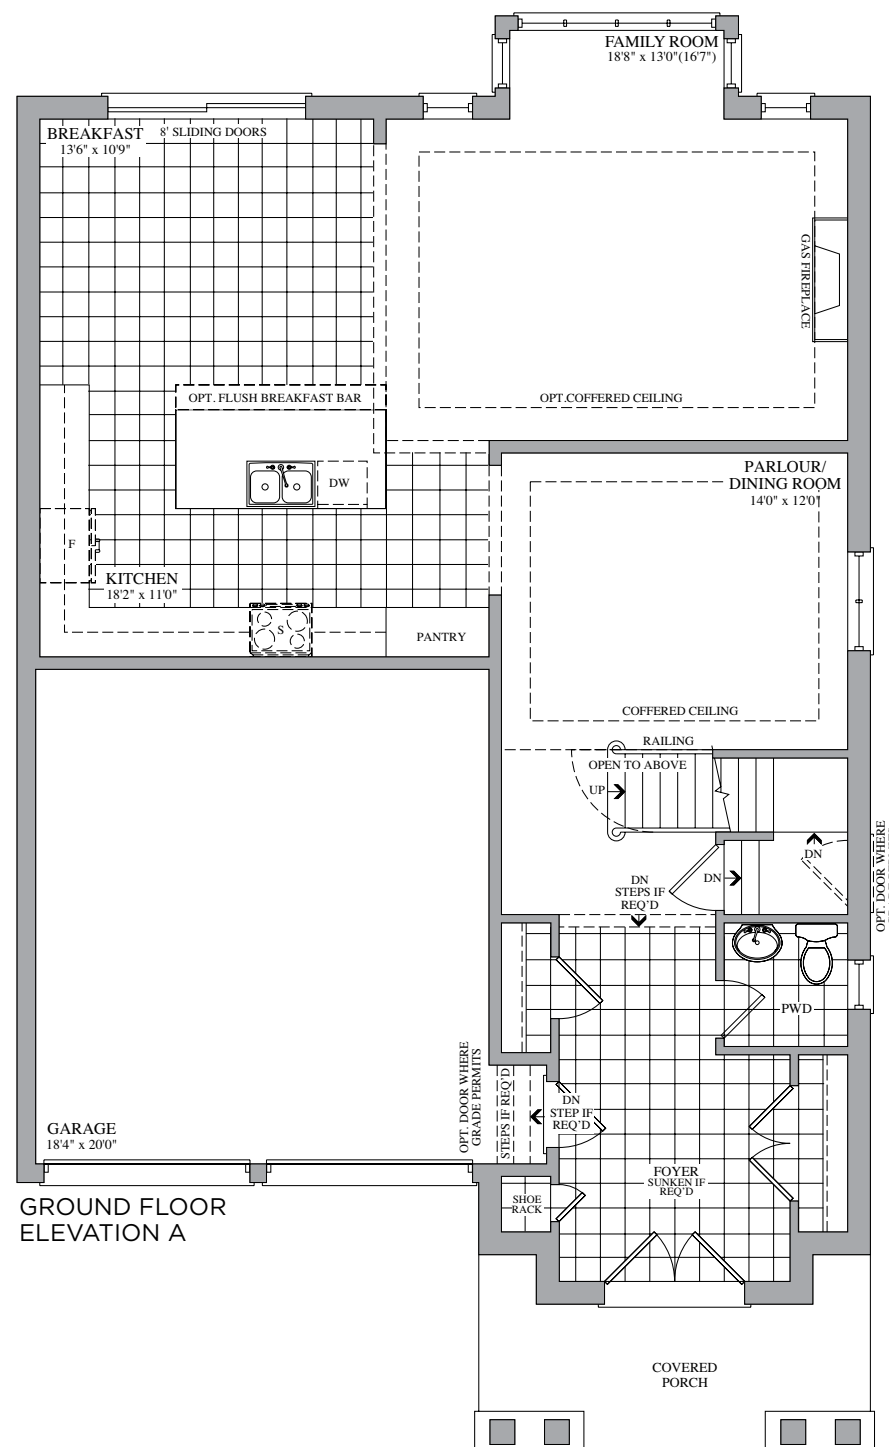 FAMILY ROOM
18'8" x 13'0"(16'7")
BREAKFAST
13'6" x 10'9"
8' SLIDING DOORS
GAS FIREPLACE
OPT. FLUSH BREAKFAST BAR
OPT.COFFERED CEILING
DW
PARLOUR/
DINING ROOM
14'0" x 12'0"
F
KITCHEN
18'2" x 11'0"
S
PANTRY
COFFERED CEILING
RAILING
OPEN TO ABOVE
UP
DN
DN
DN
STEPS IF
REQ'D
OPT. DOOR WHERE
PWD
OPT. DOOR WHERE
GRADE PERMITS
STEPS IF REQ'D
DN
STEP IF
REQ'D
GARAGE
18'4" x 20'0"
FOYER
SUNKEN IF
REQ'D
SHOE
RACK
GROUND FLOOR
ELEVATION A
COVERED
PORCH